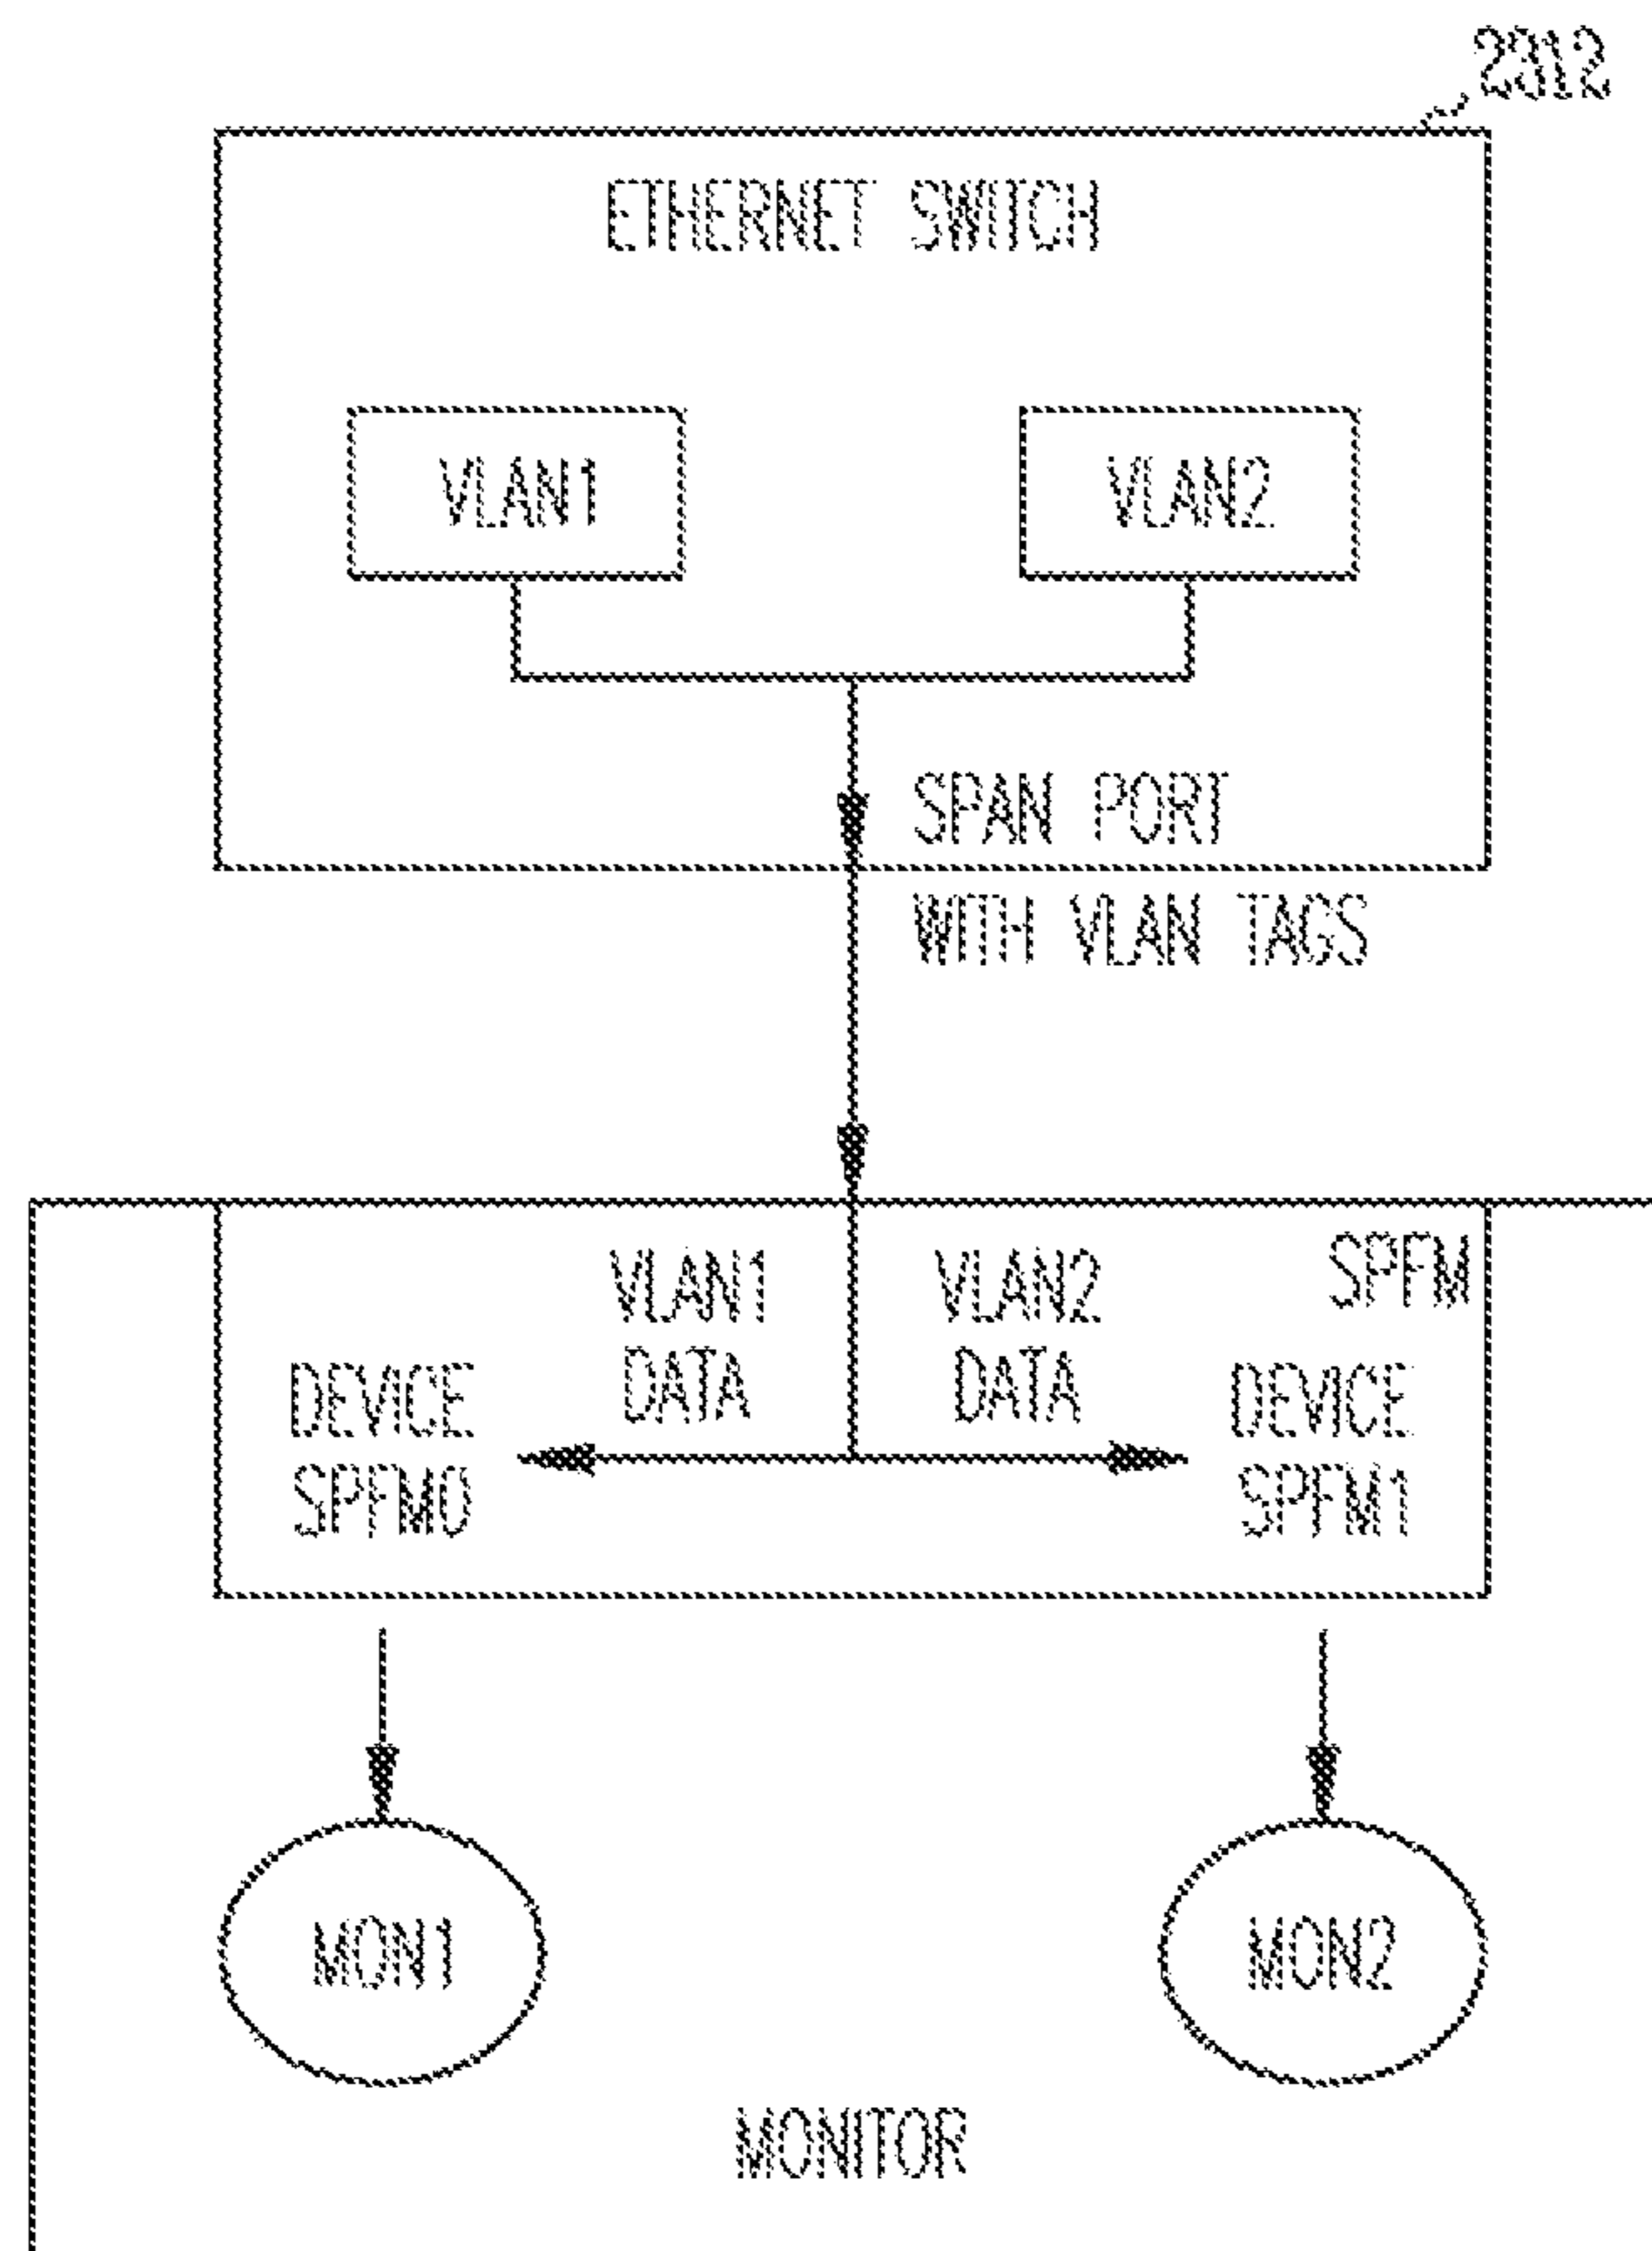 2312
ETHERNET SWITCH
VLAN1
VLAN2
SPAN PORT
WITH VLAN TAGS
SPFM
VLAN1
DATA
VLAN2
DATA
DEVICE
SPFM0
DEVICE
SPFM1
MON1
MON2
MONITOR